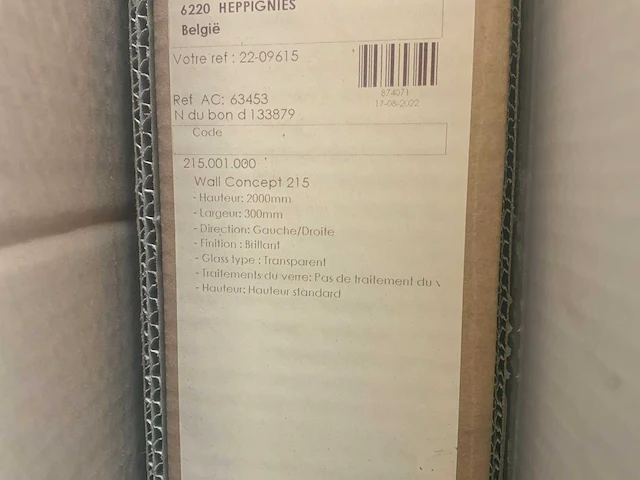 6220 HEPPIGNIES
België
Votre ref : 22-09615
874071
17-08-2022
Ref AC: 63453
N du bon d 133879
Code
215.001.000
Wall Concept 215
- Hauteur: 2000mm
- Largeur: 300mm
- Direction: Gauche/Droite
- Finition : Brillant
- Glass type : Transparent
- Traitements du verre: Pas de traitement du
- Hauteur: Hauteur standard